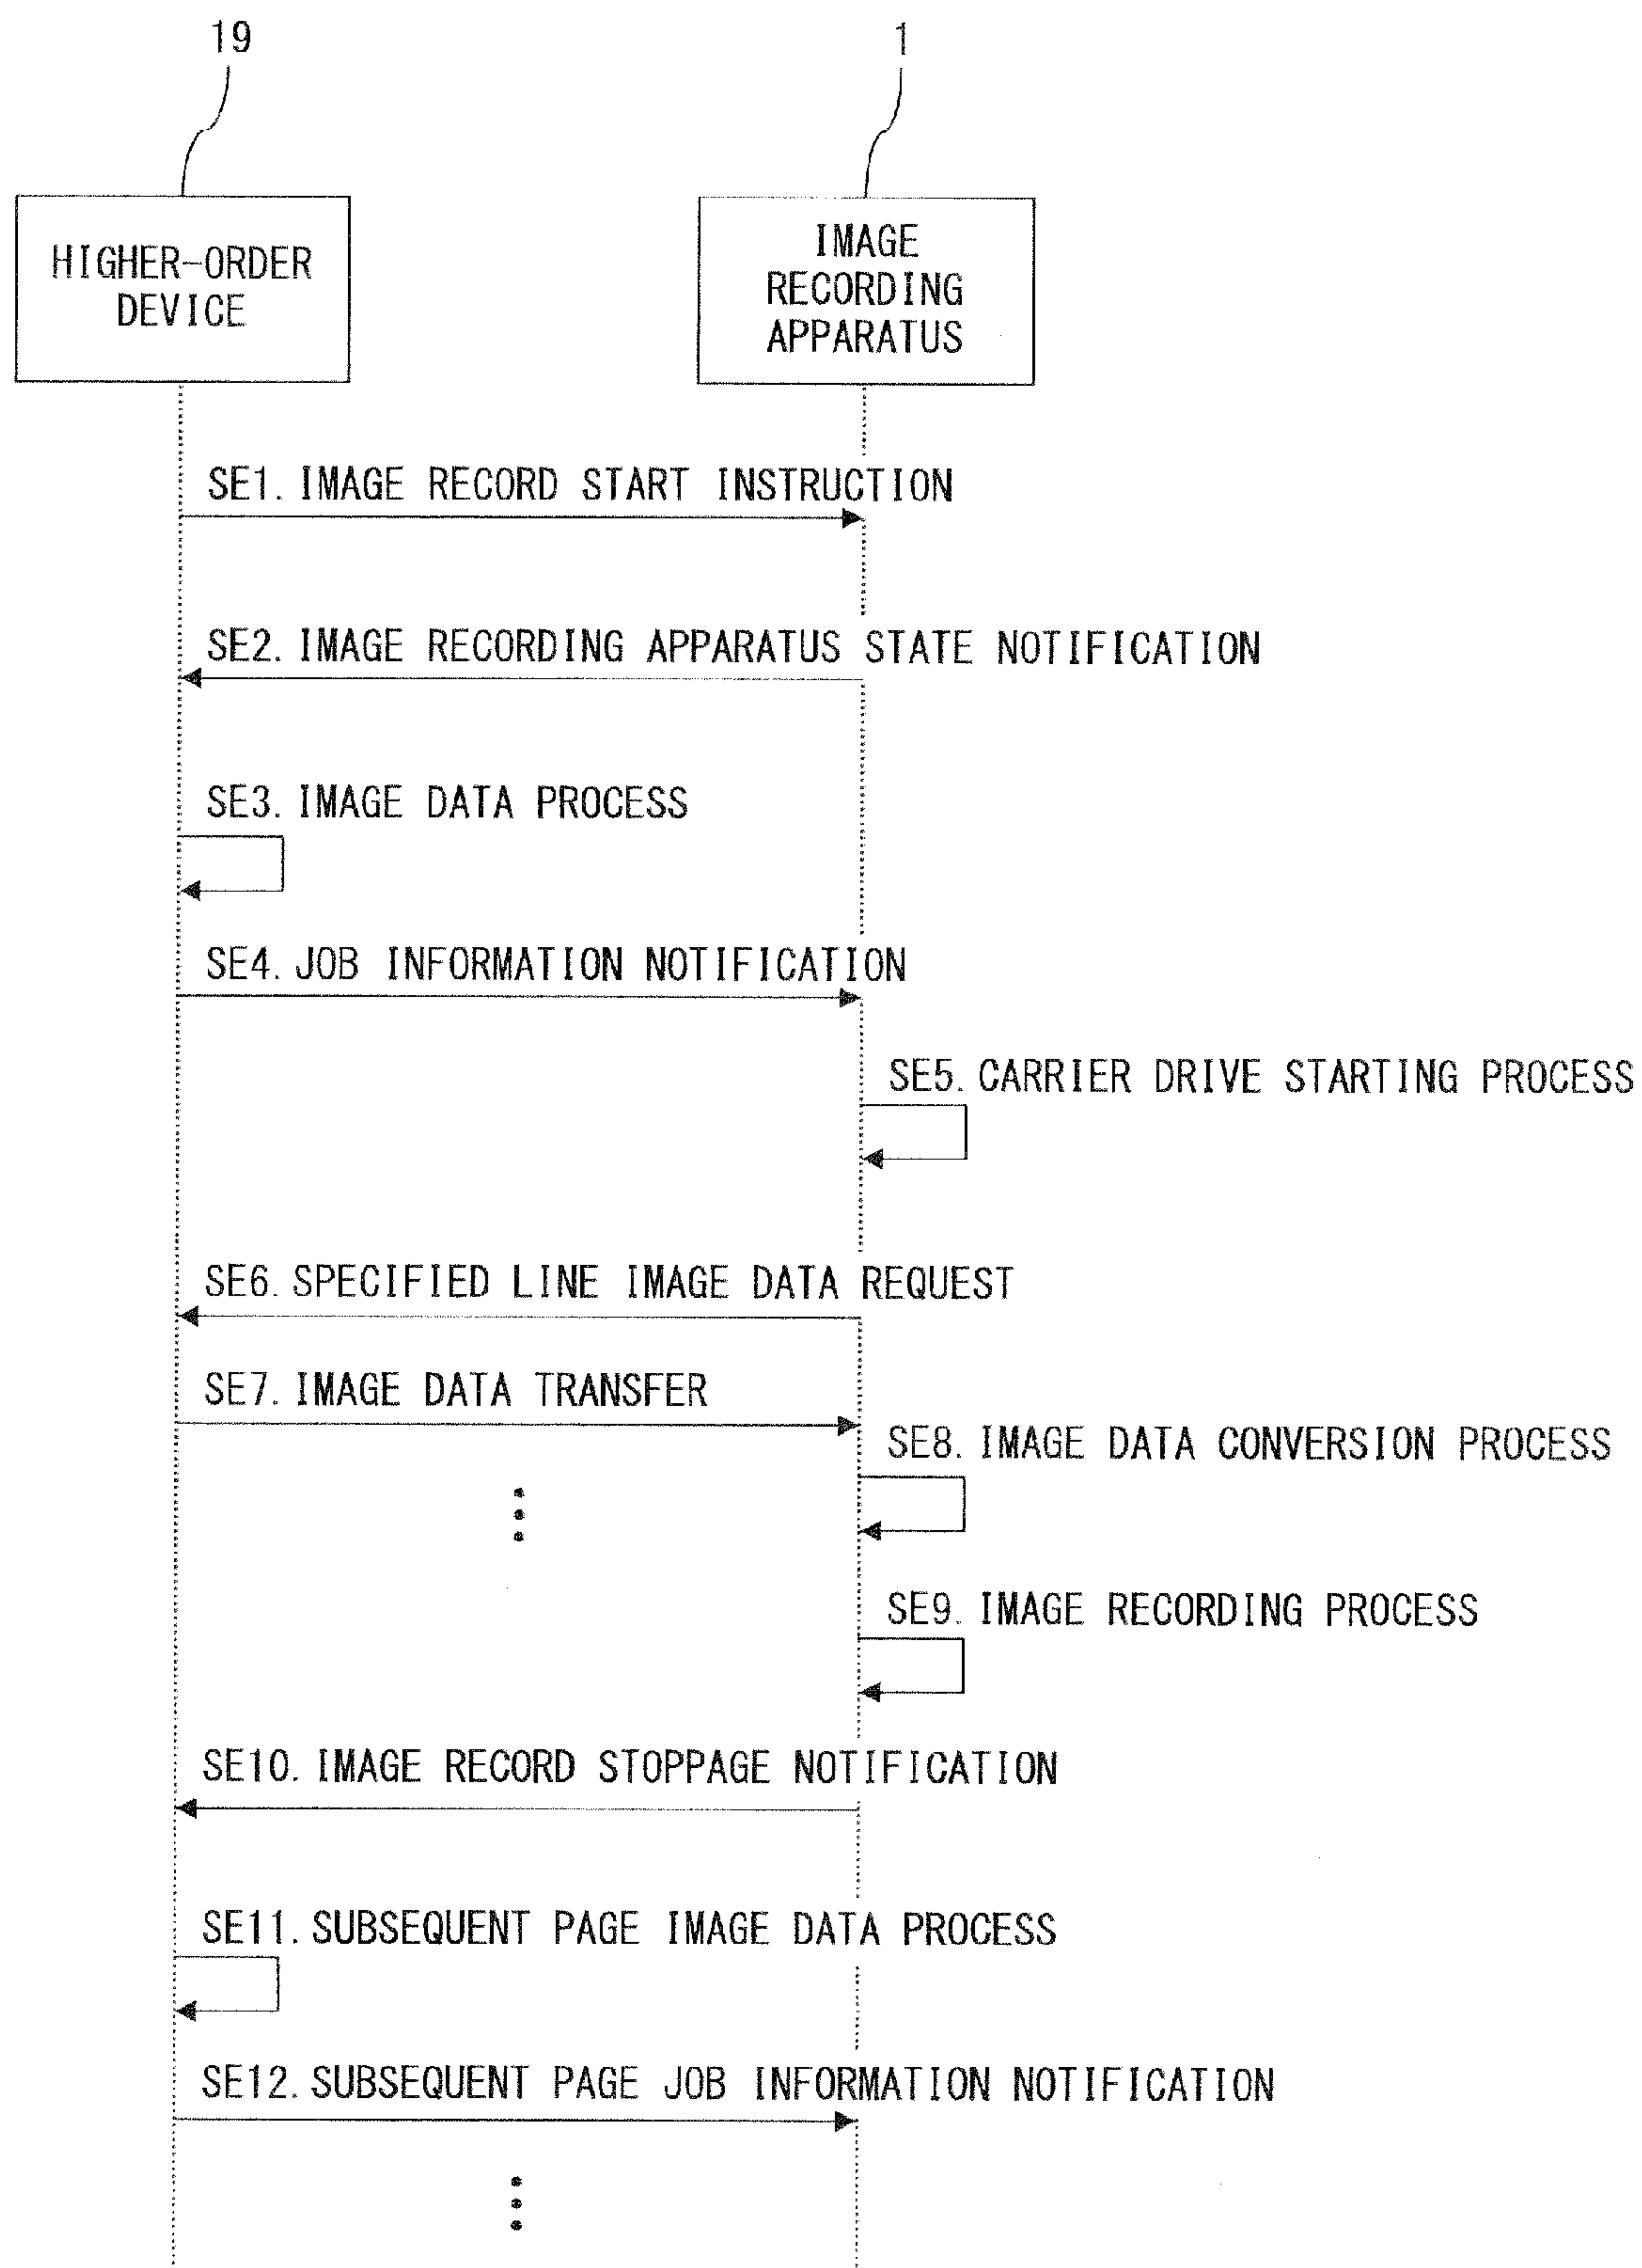 19
1
HIGHER-ORDER
DEVICE
IMAGE
RECORDING
APPARATUS
SE1. IMAGE RECORD START INSTRUCTION
SE2. IMAGE RECORDING APPARATUS STATE NOTIFICATION
SE3. IMAGE DATA PROCESS
SE4. JOB INFORMATION NOTIFICATION
SE5. CARRIER DRIVE STARTING PROCESS
SE6. SPECIFIED LINE IMAGE DATA REQUEST
SE7. IMAGE DATA TRANSFER
SE8. IMAGE DATA CONVERSION PROCESS
SE9. IMAGE RECORDING PROCESS
SE10. IMAGE RECORD STOPPAGE NOTIFICATION
SE11. SUBSEQUENT PAGE IMAGE DATA PROCESS
SE12. SUBSEQUENT PAGE JOB INFORMATION NOTIFICATION